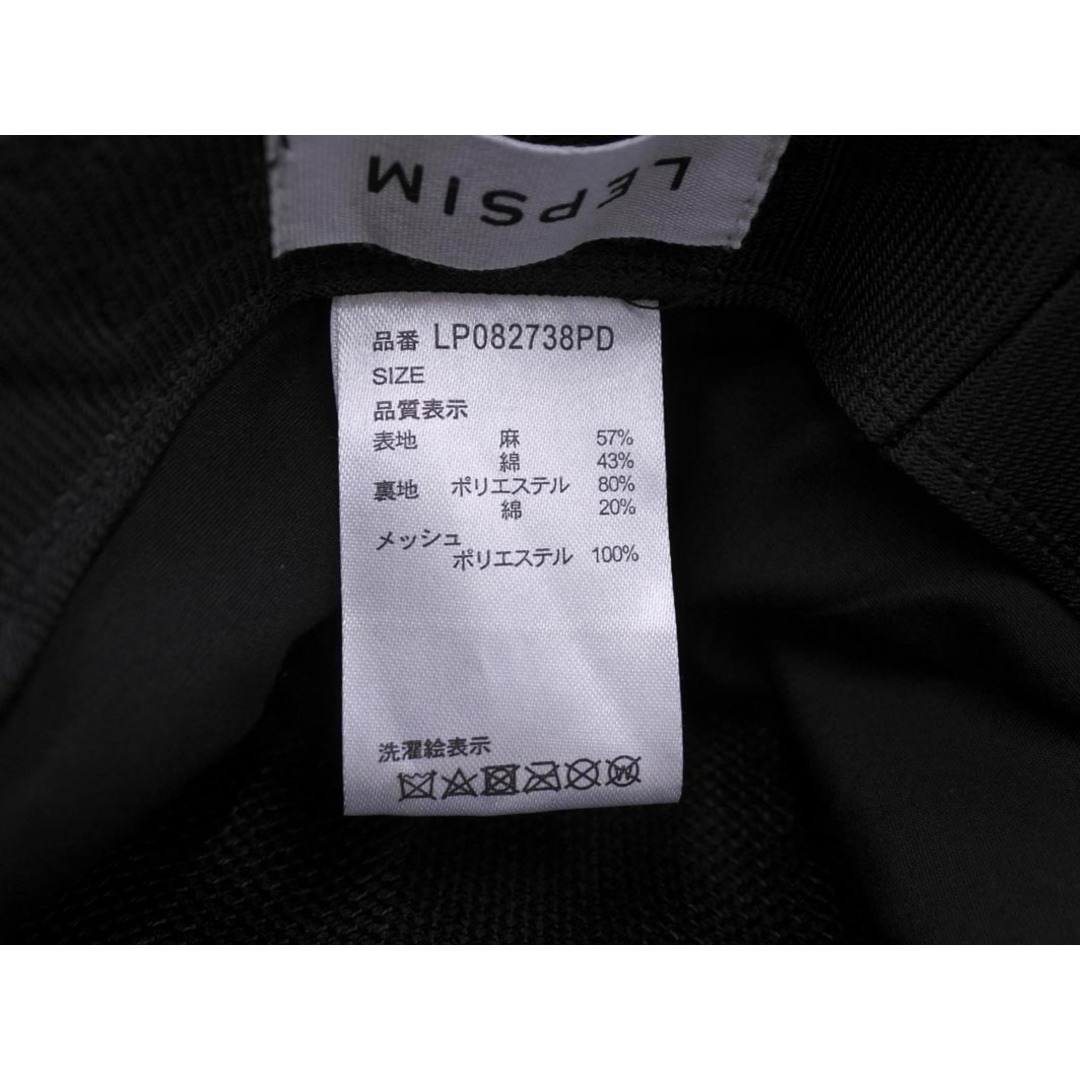 LEPSIM
品番 LP082738PD
SIZE
品質表示
表地 麻 57%
綿 43%
裏地 ポリエステル 80%
綿 20%
メッシュ
ポリエステル 100%
洗濯絵表示
W